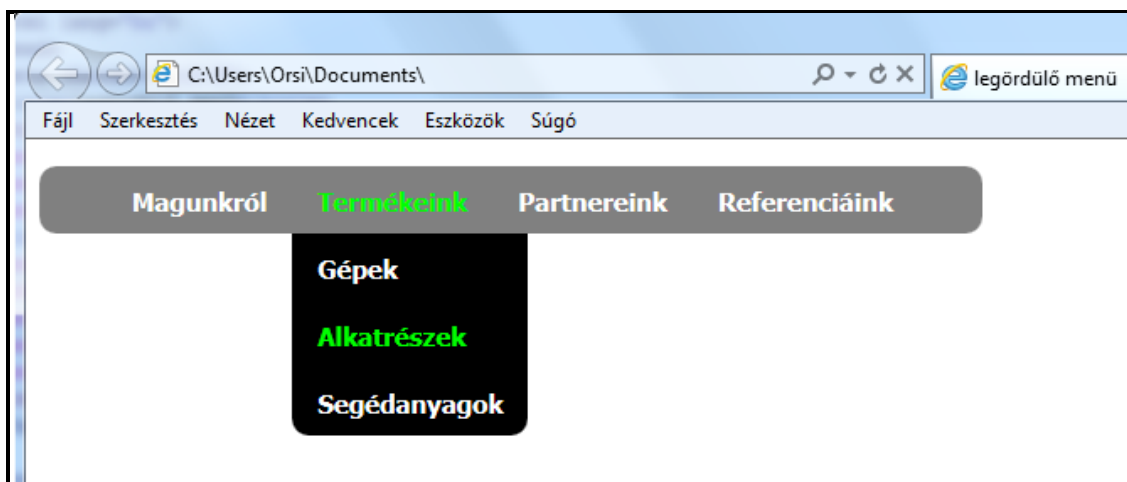 C:\Users\Orsi\Documents\
legördülő menü
Fájl Szerkesztés Nézet Kedvencek Eszközök Súgó
Magunkról Termékeink Partnereink Referenciáink
Gépek
Alkatrészek
Segédanyagok